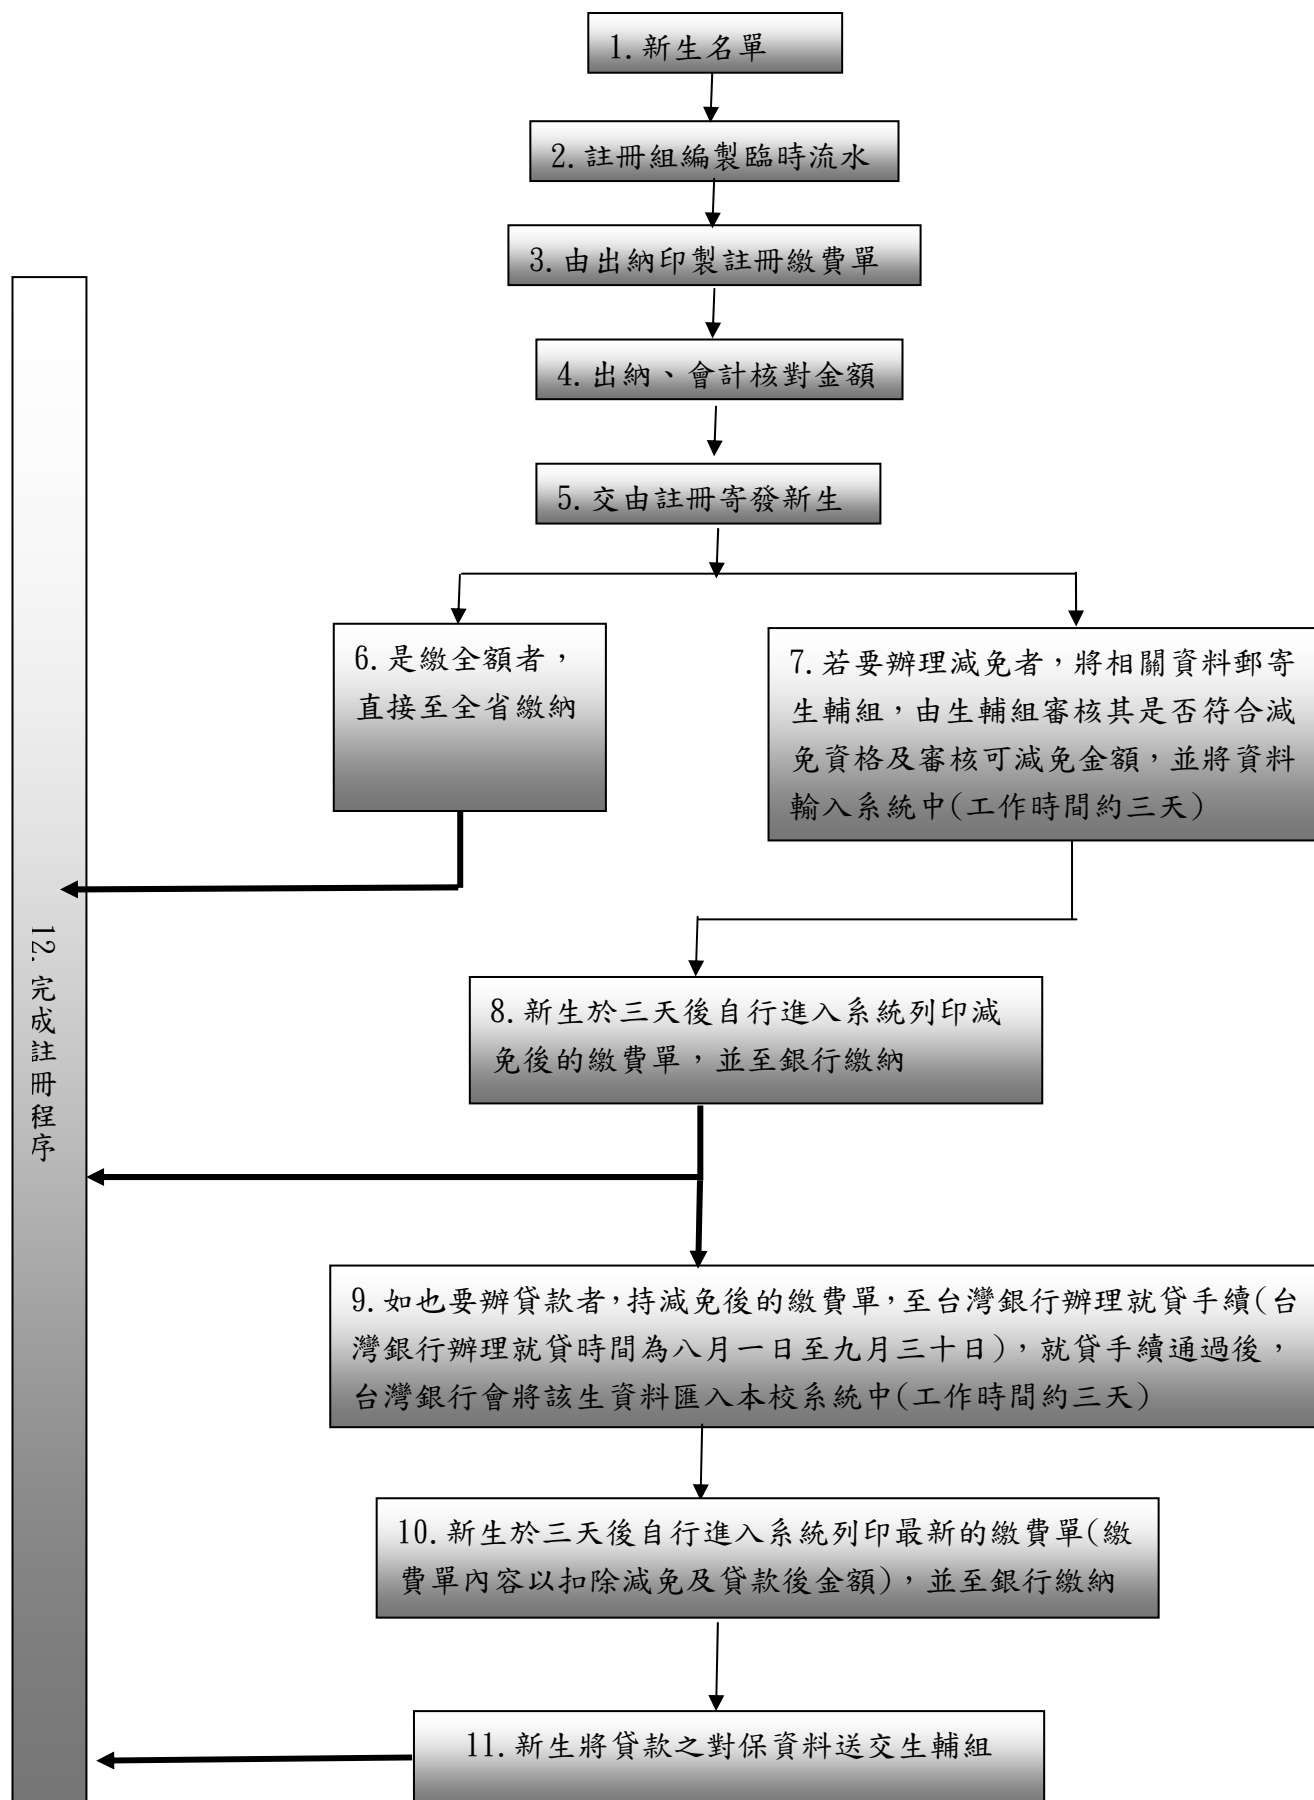 1.新生名單
2.註冊組編製臨時流水
3.由出納印製註冊繳費單
4.出納、會計核對金額
5.交由註冊寄發新生
6.是繳全額者，
直接至全省繳納
7.若要辦理減免者，將相關資料郵寄
生輔組，由生輔組審核其是否符合減
免資格及審核可減免金額，並將資料
輸入系統中(工作時間約三天)
8.新生於三天後自行進入系統列印減
免後的繳費單，並至銀行繳納
9.如也要辦貸款者，持減免後的繳費單，至台灣銀行辦理就貸手續(台
灣銀行辦理就貸時間為八月一日至九月三十日)，就貸手續通過後，
台灣銀行會將該生資料匯入本校系統中(工作時間約三天)
10.新生於三天後自行進入系統列印最新的繳費單(繳
費單內容以扣除減免及貸款後金額)，並至銀行繳納
11.新生將貸款之對保資料送交生輔組
12.完成註冊程序